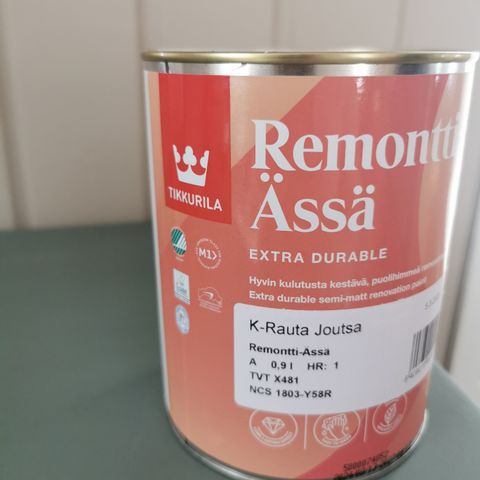 Remontti-
Ässä
TIKKURILA
EXTRA DURABLE
M1
Hyvin kulutusta kestävä, puolihimmeä
Extra durable semi-matt renovation paint
K-Rauta Joutsa
Remontti-Ässä
A 0,9 l HR: 1
TVT X481
NCS 1803-Y58R